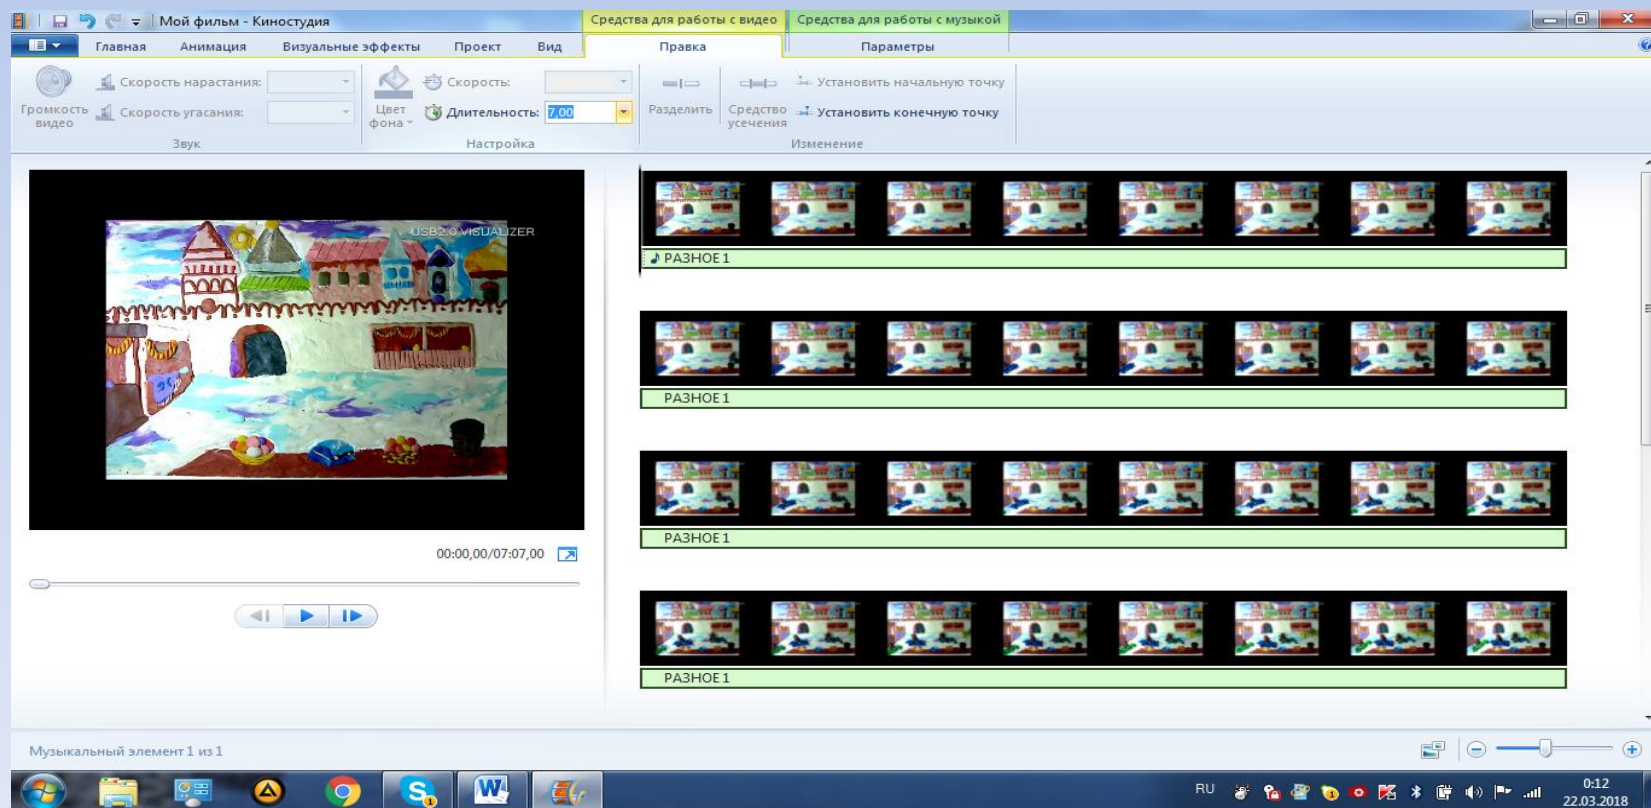 Мой фильм - Киностудия
Средства для работы с видео
Средства для работы с музыкой
Главная
Анимация
Визуальные эффекты
Проект
Вид
Правка
Параметры
Громкость видео
Скорость нарастания:
Скорость угасания:
Звук
Цвет фона
Скорость:
Длительность: 7,00
Настройка
Разделить
Средство усечения
Установить начальную точку
Установить конечную точку
Изменение
USB2.0 VISUALIZER
00:00,00/07:07,00
РАЗНОЕ 1
РАЗНОЕ 1
РАЗНОЕ 1
РАЗНОЕ 1
Музыкальный элемент 1 из 1
RU
0:12
22.03.2018